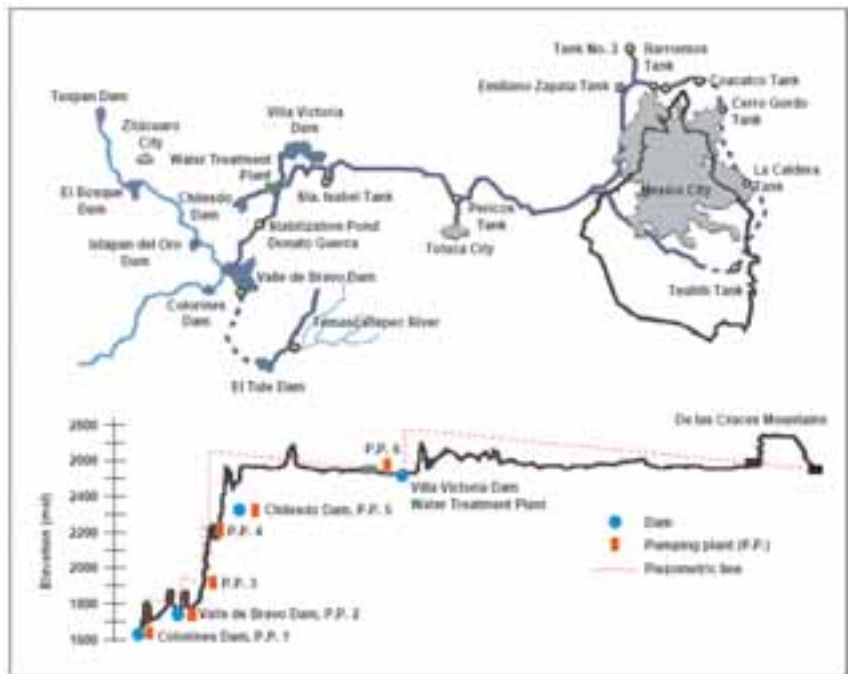 Tank No. 3
Barrientos
Tank
Emiliano Zapata Tank
Coacalco Tank
Cerro Gordo
Tank
Tuxpan Dam
Zitácuaro
City
Villa Victoria
Dam
Water Treatment
Plant
La Caldera
Tank
El Bosque
Dam
Chilesdo
Dam
Ma. Isabel Tank
Mexico City
Pericos
Tank
Stabilization Pond
Donato Guerra
Toluca City
Ixtapan del Oro
Dam
Valle de Bravo Dam
Teutli Tank
Colorines
Dam
Temascaltepec River
El Tule Dam
De las Cruces Mountains
Elevation (msl)
2800
2600
2400
2200
2000
1800
1600
P.P. 6
Villa Victoria Dam
Water Treatment Plant
Chilesdo Dam, P.P. 5
P.P. 4
P.P. 3
Valle de Bravo Dam, P.P. 2
Colorines Dam, P.P. 1
Dam
Pumping plant (P.P.)
Piezometric line